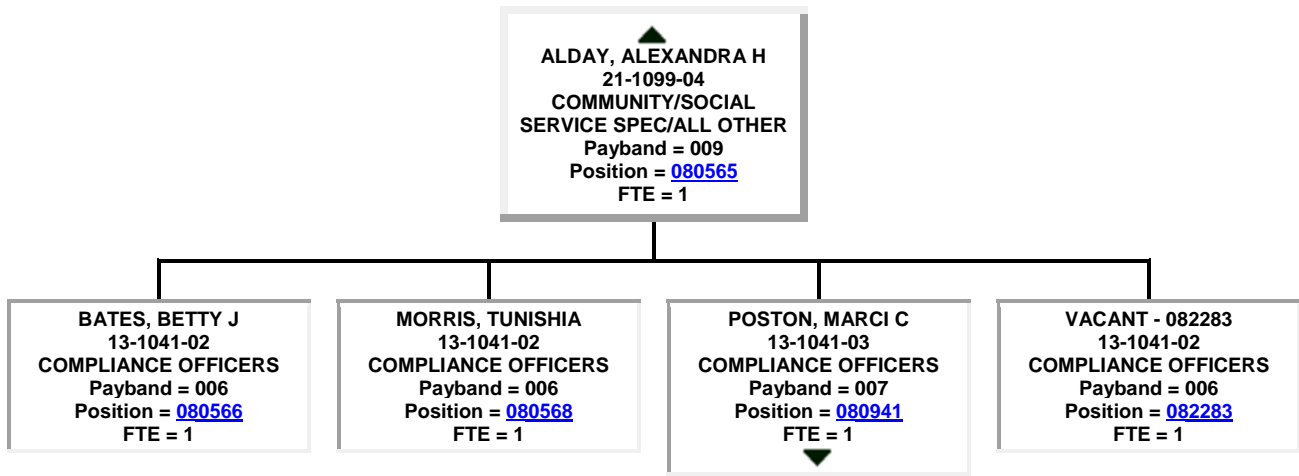 ALDAY, ALEXANDRA H
21-1099-04
COMMUNITY/SOCIAL
SERVICE SPEC/ALL OTHER
Payband = 009
Position = 080565
FTE = 1
BATES, BETTY J
13-1041-02
COMPLIANCE OFFICERS
Payband = 006
Position = 080566
FTE = 1
MORRIS, TUNISHIA
13-1041-02
COMPLIANCE OFFICERS
Payband = 006
Position = 080568
FTE = 1
POSTON, MARCI C
13-1041-03
COMPLIANCE OFFICERS
Payband = 007
Position = 080941
FTE = 1
VACANT - 082283
13-1041-02
COMPLIANCE OFFICERS
Payband = 006
Position = 082283
FTE = 1